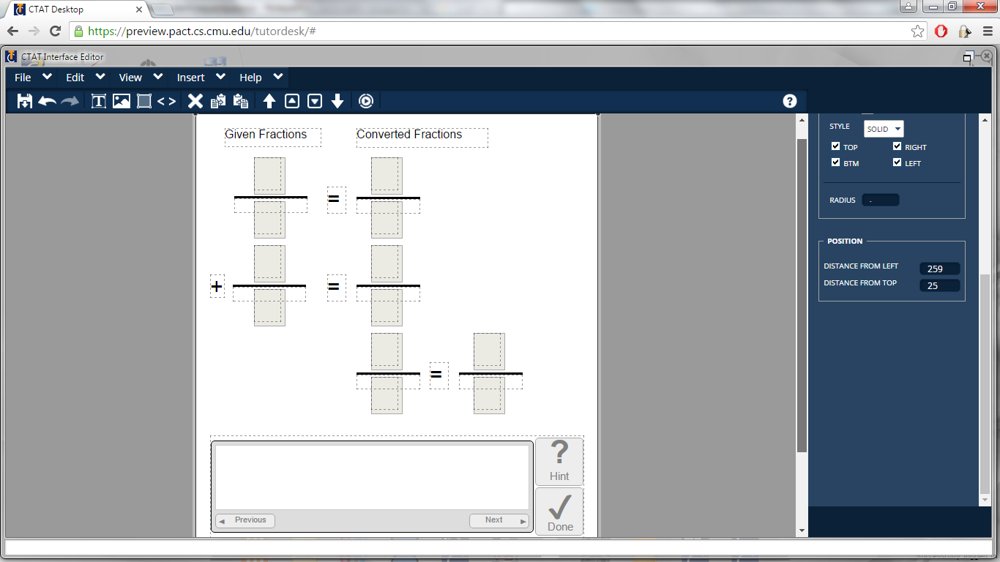 CTAT Desktop
https://preview.pact.cs.cmu.edu/tutordesk/#
CTAT Interface Editor
File Edit View Insert Help
T < > ?
Given Fractions Converted Fractions
=
+ =
=
? Hint
Done
Previous Next
STYLE SOLID
TOP RIGHT
BTM LEFT
RADIUS -
POSITION
DISTANCE FROM LEFT 259
DISTANCE FROM TOP 25